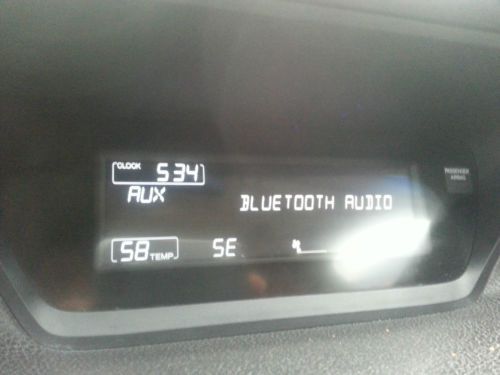 CLOCK 5:34
AUX
BLUETOOTH AUDIO
PASSENGER
AIRBAG
58 TEMP
SE